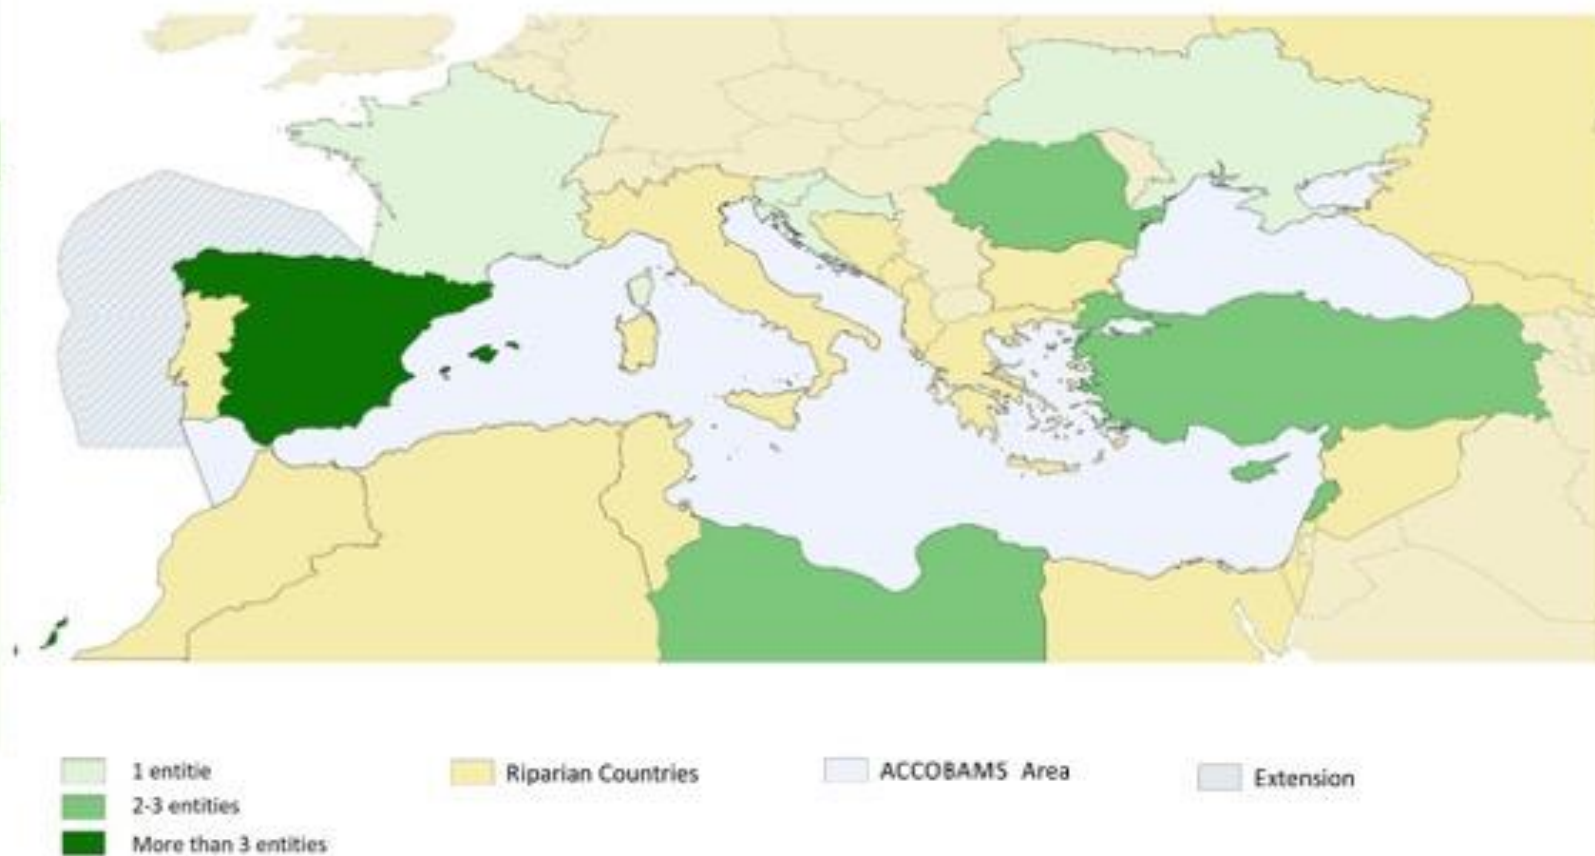 1 entitie
2-3 entities
More than 3 entities
Riparian Countries
ACCOBAMS Area
Extension